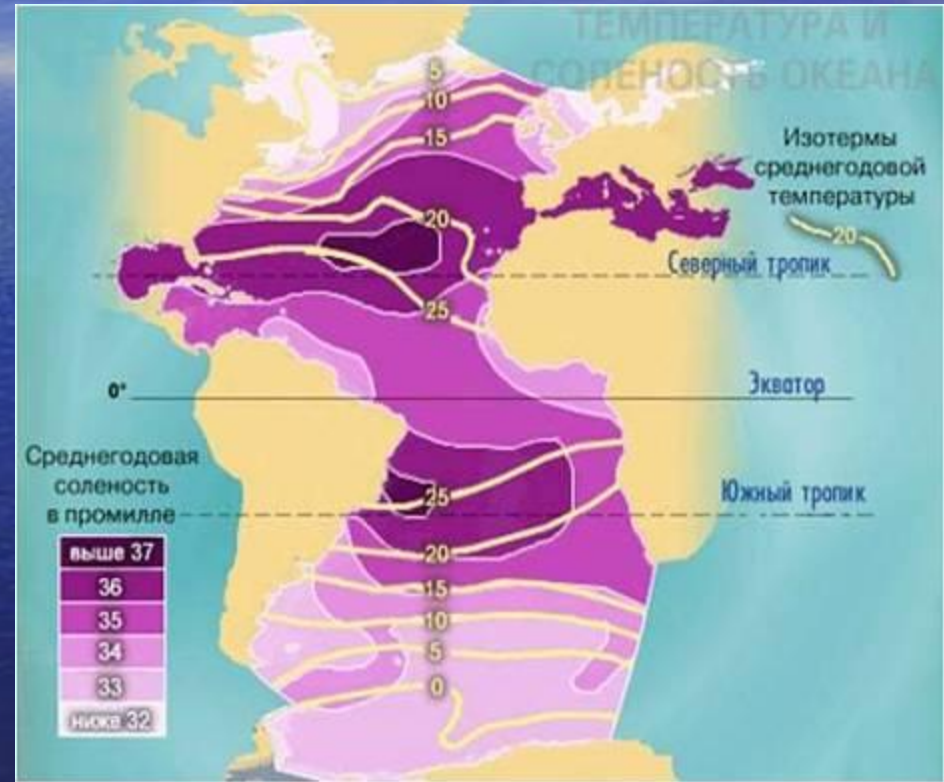 ТЕМПЕРАТУРА И
СОЛЕНОСТЬ ОКЕАНА
5
10
15
Изотермы
среднегодовой
температуры
20
20
Северный тропик
25
0°
Экватор
Среднегодовая
соленость
в промилле
25
Южный тропик
выше 37
36
35
34
33
ниже 32
20
15
10
5
0